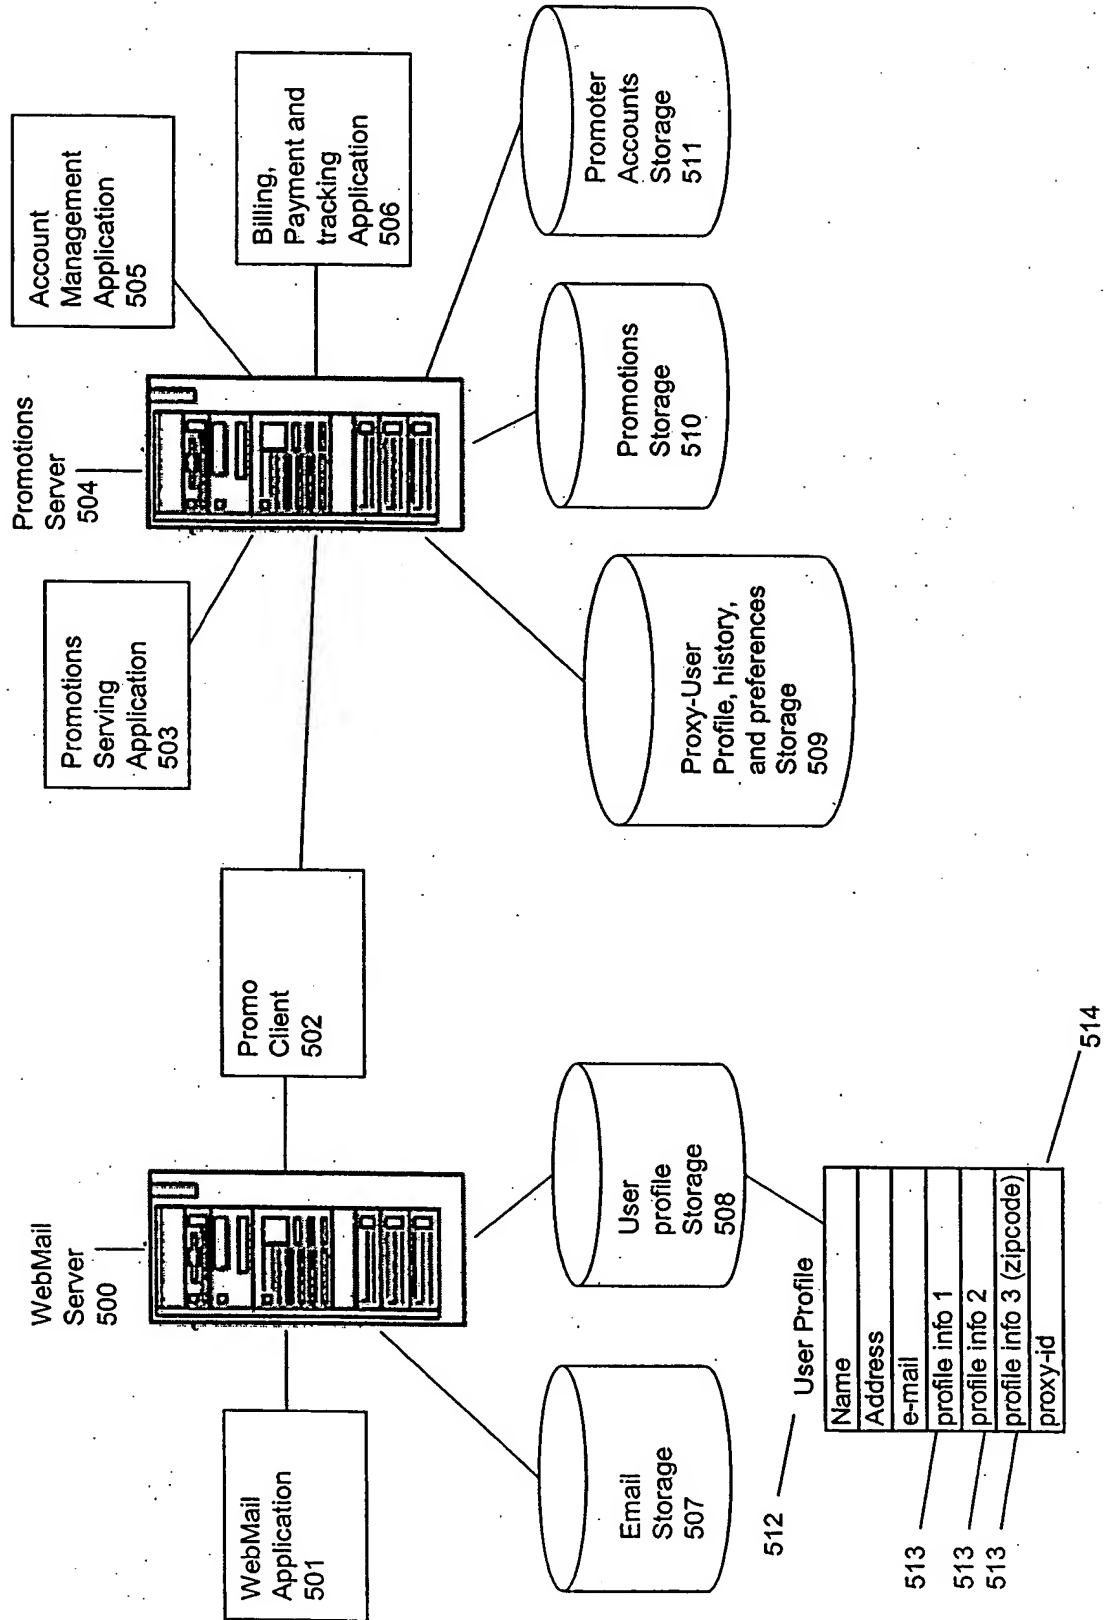 WebMail
Server
500
WebMail
Application
501
Promo
Client
502
Promotions
Serving
Application
503
Promotions
Server
504
Account
Management
Application
505
Billing,
Payment and
tracking
Application
506
Email
Storage
507
User
profile
Storage
508
Proxy-User
Profile, history,
and preferences
Storage
509
Promotions
Storage
510
Promoter
Accounts
Storage
511
512
User Profile
Name
Address
e-mail
profile info 1
profile info 2
profile info 3 (zipcode)
proxy-id
513
513
513
514